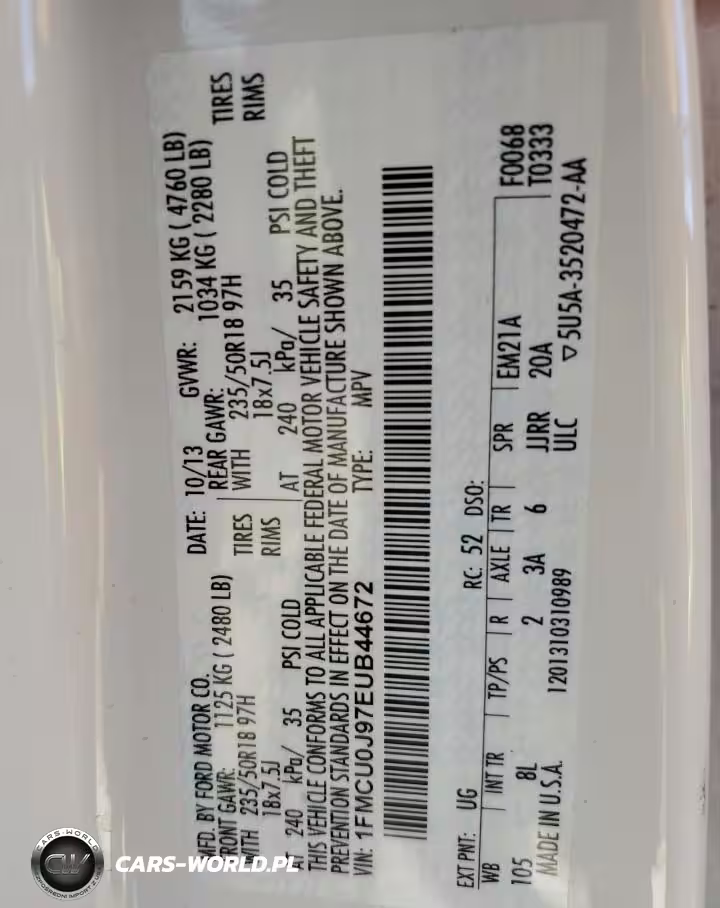 MFD. BY FORD MOTOR CO. DATE: 10/13 GVWR: 2159 KG ( 4760 LB)
FRONT GAWR: 1125 KG ( 2480 LB) REAR GAWR: 1034 KG ( 2280 LB)
WITH 235/50R18 97H TIRES WITH 235/50R18 97H TIRES
18x7.5J RIMS 18x7.5J RIMS
AT 240 kPa/ 35 PSI COLD AT 240 kPa/ 35 PSI COLD
THIS VEHICLE CONFORMS TO ALL APPLICABLE FEDERAL MOTOR VEHICLE SAFETY AND THEFT
PREVENTION STANDARDS IN EFFECT ON THE DATE OF MANUFACTURE SHOWN ABOVE.
VIN: 1FMCU0J97EUB44672 TYPE: MPV
EXT PNT: UG RC: 52 DSO:
WB INT TR TP/PS R AXLE TR SPR EM21A F0068
105 8L 2 3A 6 JJRR 20A T0333
MADE IN U.S.A. 1201310310989 ULC ▽5U5A-3520472-AA
CARS-WORLD
CW
CARS-WORLD.PL